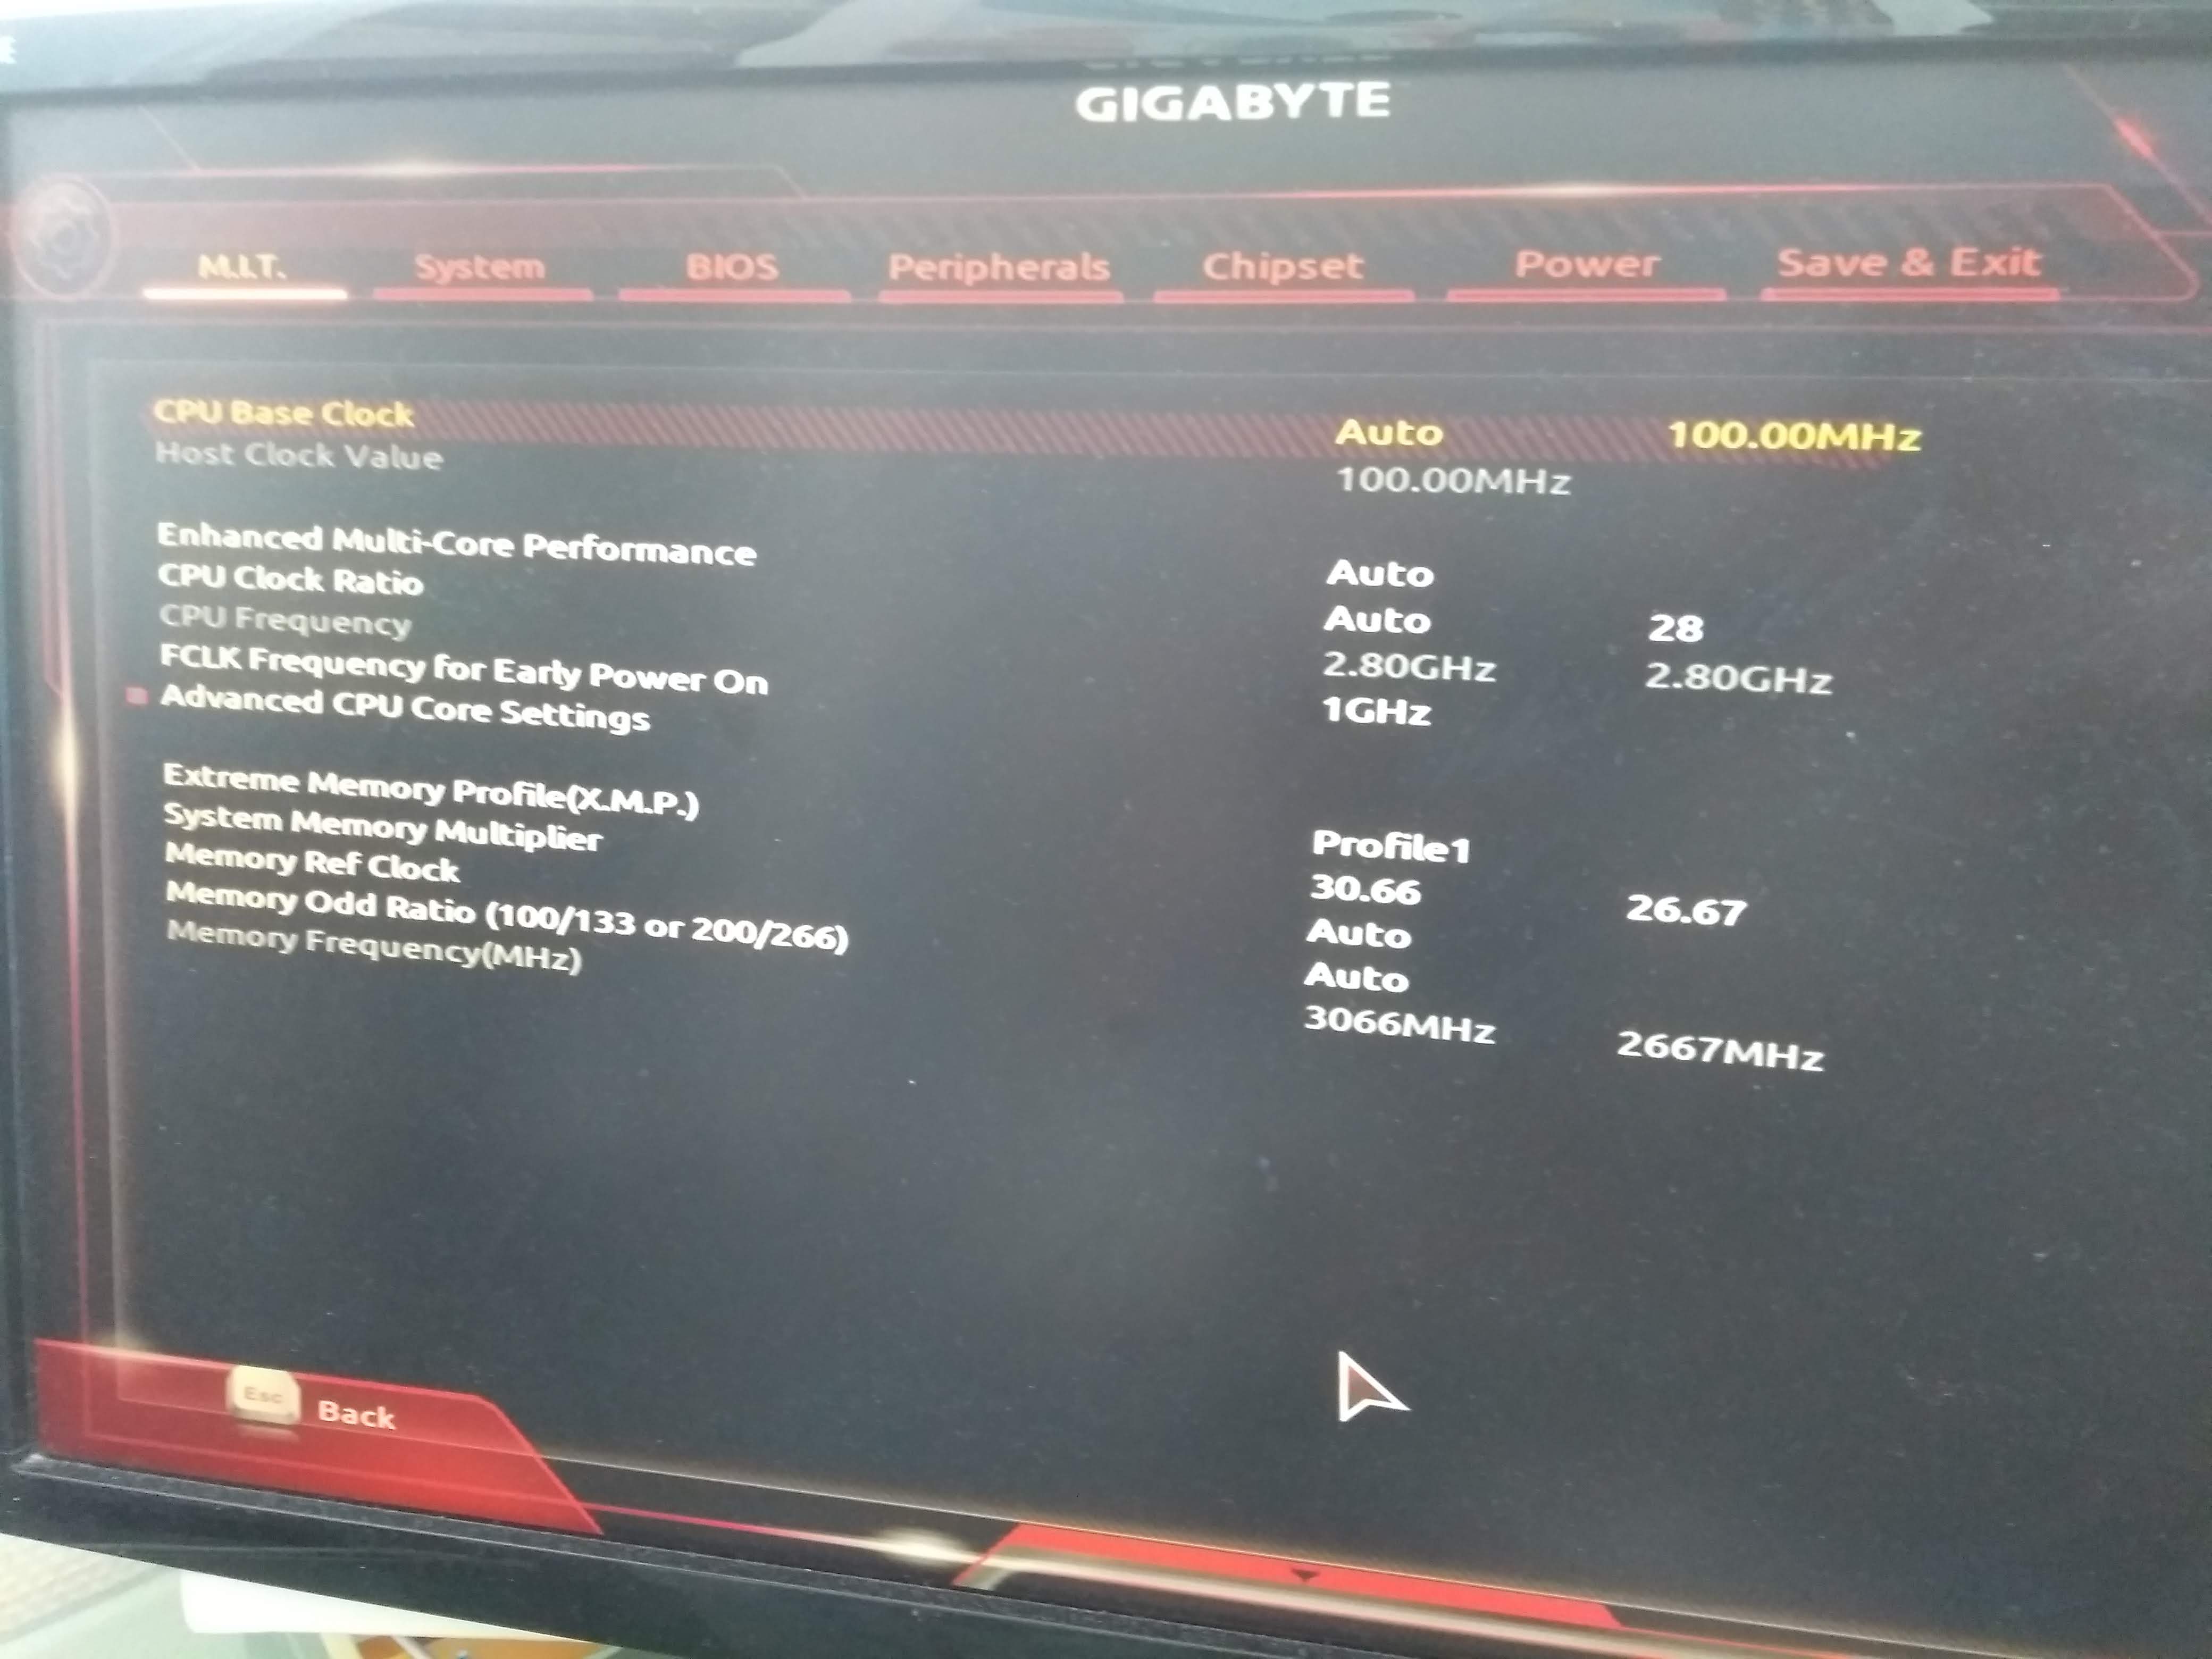 GIGABYTE
M.I.T. System BIOS Peripherals Chipset Power Save & Exit
CPU Base Clock Auto 100.00MHz
Host Clock Value 100.00MHz
Enhanced Multi-Core Performance Auto
CPU Clock Ratio Auto 28
CPU Frequency 2.80GHz 2.80GHz
FCLK Frequency for Early Power On 1GHz
Advanced CPU Core Settings
Extreme Memory Profile(X.M.P.) Profile1
System Memory Multiplier 30.66 26.67
Memory Ref Clock Auto
Memory Odd Ratio (100/133 or 200/266) Auto
Memory Frequency(MHz) 3066MHz 2667MHz
Esc Back